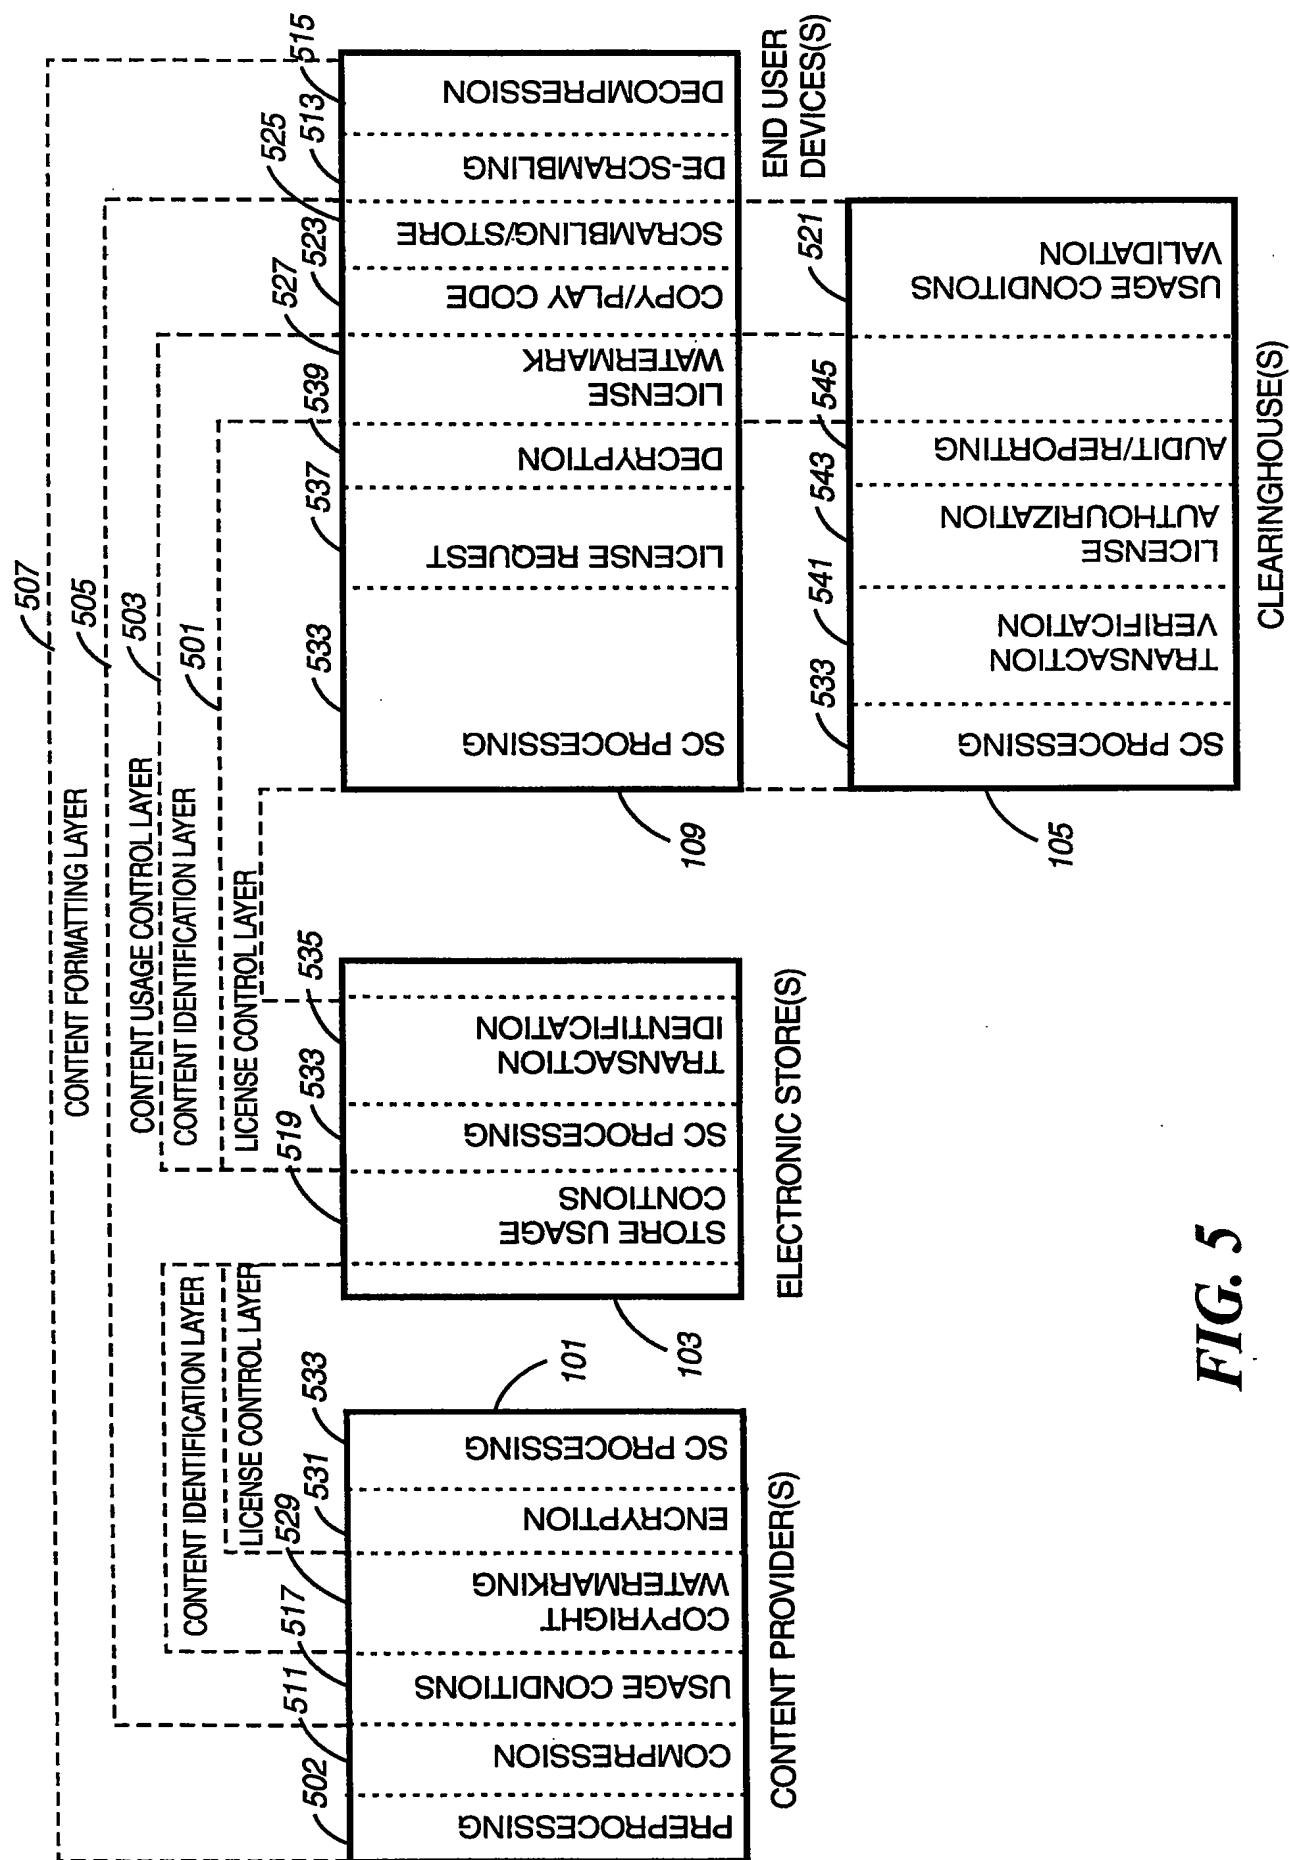 507
CONTENT FORMATTING LAYER
505
CONTENT USAGE CONTROL LAYER
503
CONTENT IDENTIFICATION LAYER
501
LICENSE CONTROL LAYER
CONTENT IDENTIFICATION LAYER
LICENSE CONTROL LAYER
502
511
517
529
531
533
PREPROCESSING
COMPRESSION
USAGE CONDITIONS
COPYRIGHT
WATERMARKING
ENCRYPTION
SC PROCESSING
101
CONTENT PROVIDER(S)
519
533
535
STORE USAGE
CONTIONS
SC PROCESSING
TRANSACTION
IDENTIFICATION
103
ELECTRONIC STORE(S)
533
537
539
527
523
525
513
515
SC PROCESSING
LICENSE REQUEST
DECRYPTION
LICENSE
WATERMARK
COPY/PLAY CODE
SCRAMBLING/STORE
DE-SCRAMBLING
DECOMPRESSION
109
END USER
DEVICES(S)
533
541
543
545
521
SC PROCESSING
TRANSACTION
VERIFICATION
LICENSE
AUTHOURIZATION
AUDIT/REPORTING
USAGE CONDITONS
VALIDATION
105
CLEARINGHOUSE(S)
FIG. 5